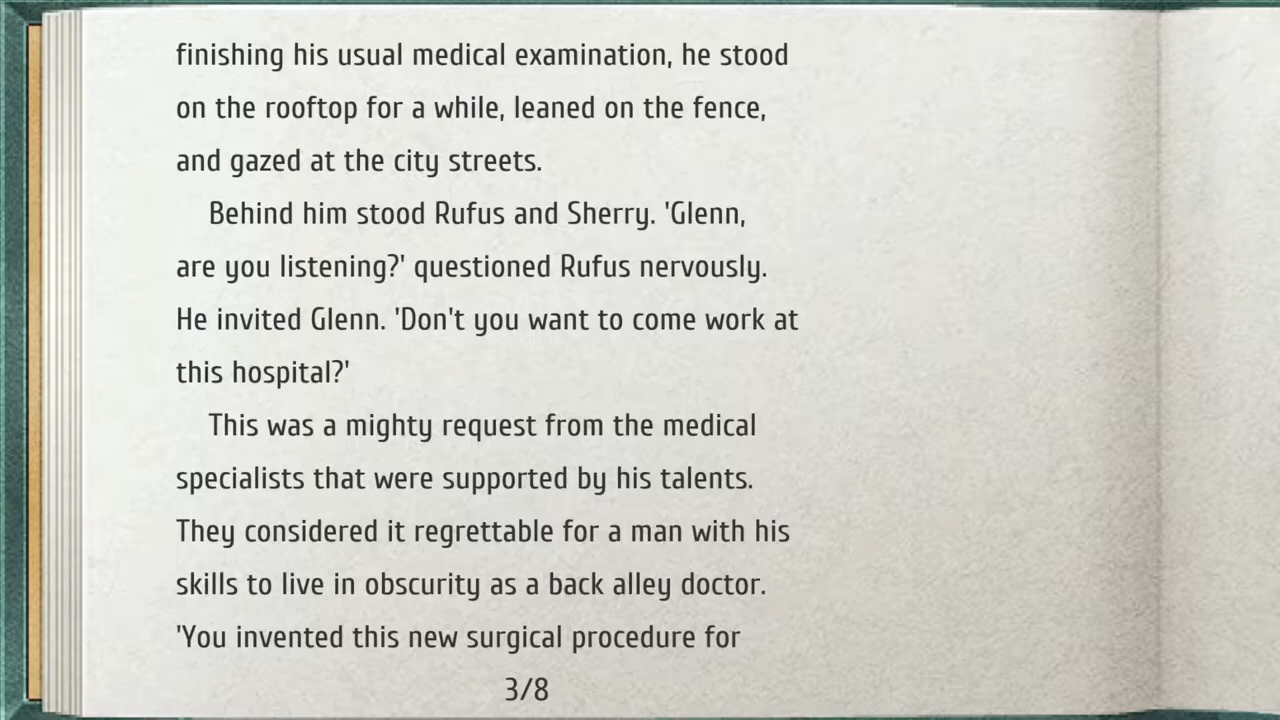 finishing his usual medical examination, he stood
on the rooftop for a while, leaned on the fence,
and gazed at the city streets.
Behind him stood Rufus and Sherry. 'Glenn,
are you listening?' questioned Rufus nervously.
He invited Glenn. 'Don't you want to come work at
this hospital?'
This was a mighty request from the medical
specialists that were supported by his talents.
They considered it regrettable for a man with his
skills to live in obscurity as a back alley doctor.
'You invented this new surgical procedure for
3/8